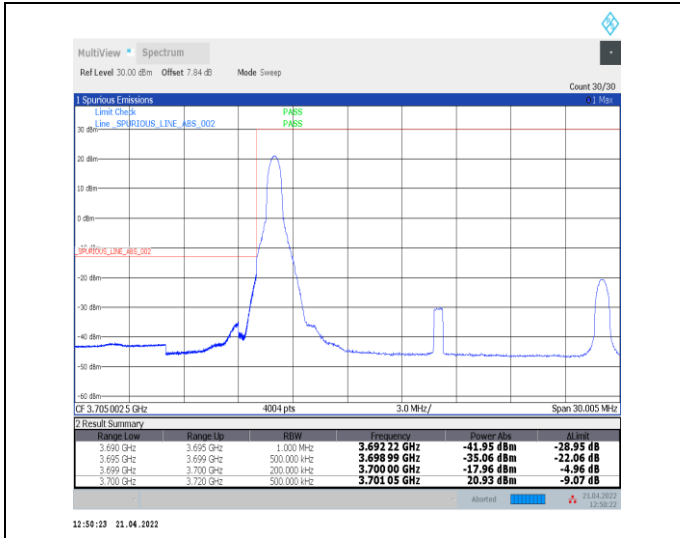 MultiView Spectrum
Ref Level 30.00 dBm Offset 7.84 dB Mode Sweep
Count 30/30
1 Spurious Emissions 1 Max
Limit Check PASS
Line _SPURIOUS_LINE_ABS_002 PASS
30 dBm
20 dBm
10 dBm
0 dBm
_SPURIOUS_LINE_ABS_002
-20 dBm
-30 dBm
-40 dBm
-50 dBm
-60 dBm
CF 3.705 002 5 GHz 4004 pts 3.0 MHz/ Span 30.005 MHz
2 Result Summary
Range Low Range Up RBW Frequency Power Abs ΔLimit
3.690 GHz 3.695 GHz 1.000 MHz 3.692 22 GHz -41.95 dBm -28.95 dB
3.695 GHz 3.699 GHz 500.000 kHz 3.698 99 GHz -35.06 dBm -22.06 dB
3.699 GHz 3.700 GHz 200.000 kHz 3.700 00 GHz -17.96 dBm -4.96 dB
3.700 GHz 3.720 GHz 500.000 kHz 3.701 05 GHz 20.93 dBm -9.07 dB
Aborted 21.04.2022
12:50:22
12:50:23 21.04.2022